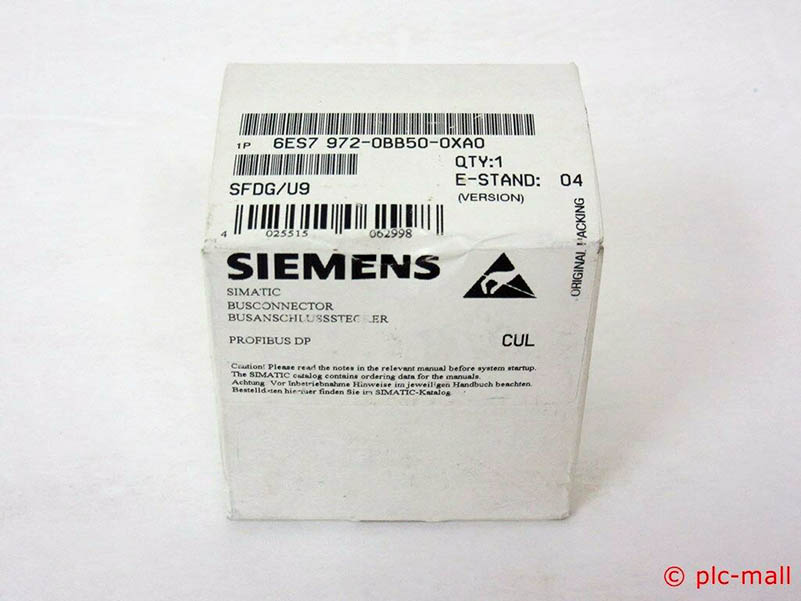 1P 6ES7 972-0BB50-0XA0
QTY:1
SFDG/U9
E-STAND: 04
(VERSION)
4 025515 062998
ORIGINAL PACKING
SIEMENS
SIMATIC
BUSCONNECTOR
BUSANSCHLUSSSTECKER
PROFIBUS DP
CUL
Caution! Please read the notes in the relevant manual before system startup.
The SIMATIC catalog contains ordering data for the manuals.
Achtung! Vor Inbetriebnahme Hinweise im jeweiligen Handbuch beachten.
Bestelldaten hierüber finden Sie im SIMATIC-Katalog.
© plc-mall